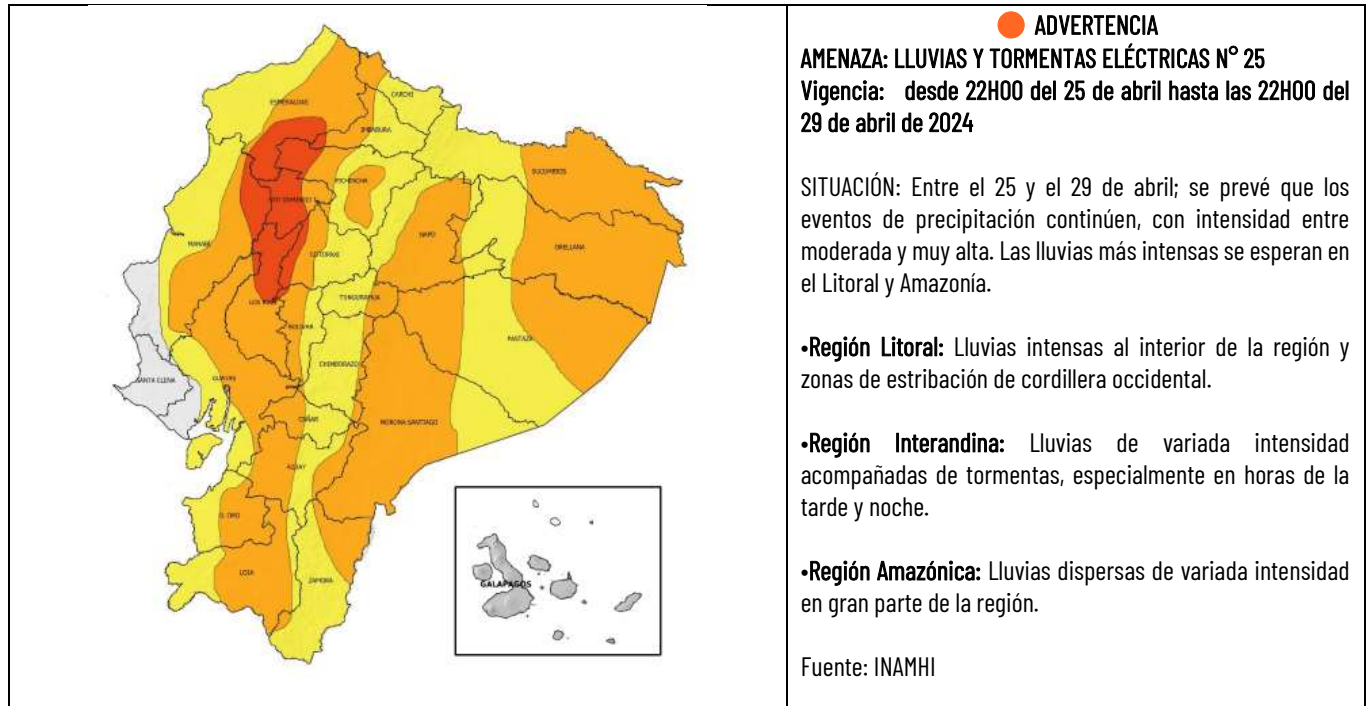 ESMERALDAS
CARCHI
IMBABURA
PICHINCHA
SUCUMBIOS
NAPO
ORELLANA
MANABI
COTOPAXI
TUNGURAHUA
LOS RIOS
BOLIVAR
PASTAZA
CHIMBORAZO
SANTA ELENA
GUAYAS
CAÑAR
MORONA SANTIAGO
AZUAY
EL ORO
LOJA
ZAMORA
GALAPAGOS
ADVERTENCIA
AMENAZA: LLUVIAS Y TORMENTAS ELÉCTRICAS N° 25
Vigencia: desde 22H00 del 25 de abril hasta las 22H00 del
29 de abril de 2024
SITUACIÓN: Entre el 25 y el 29 de abril; se prevé que los
eventos de precipitación continúen, con intensidad entre
moderada y muy alta. Las lluvias más intensas se esperan en
el Litoral y Amazonía.
•Región Litoral: Lluvias intensas al interior de la región y
zonas de estribación de cordillera occidental.
•Región Interandina: Lluvias de variada intensidad
acompañadas de tormentas, especialmente en horas de la
tarde y noche.
•Región Amazónica: Lluvias dispersas de variada intensidad
en gran parte de la región.
Fuente: INAMHI